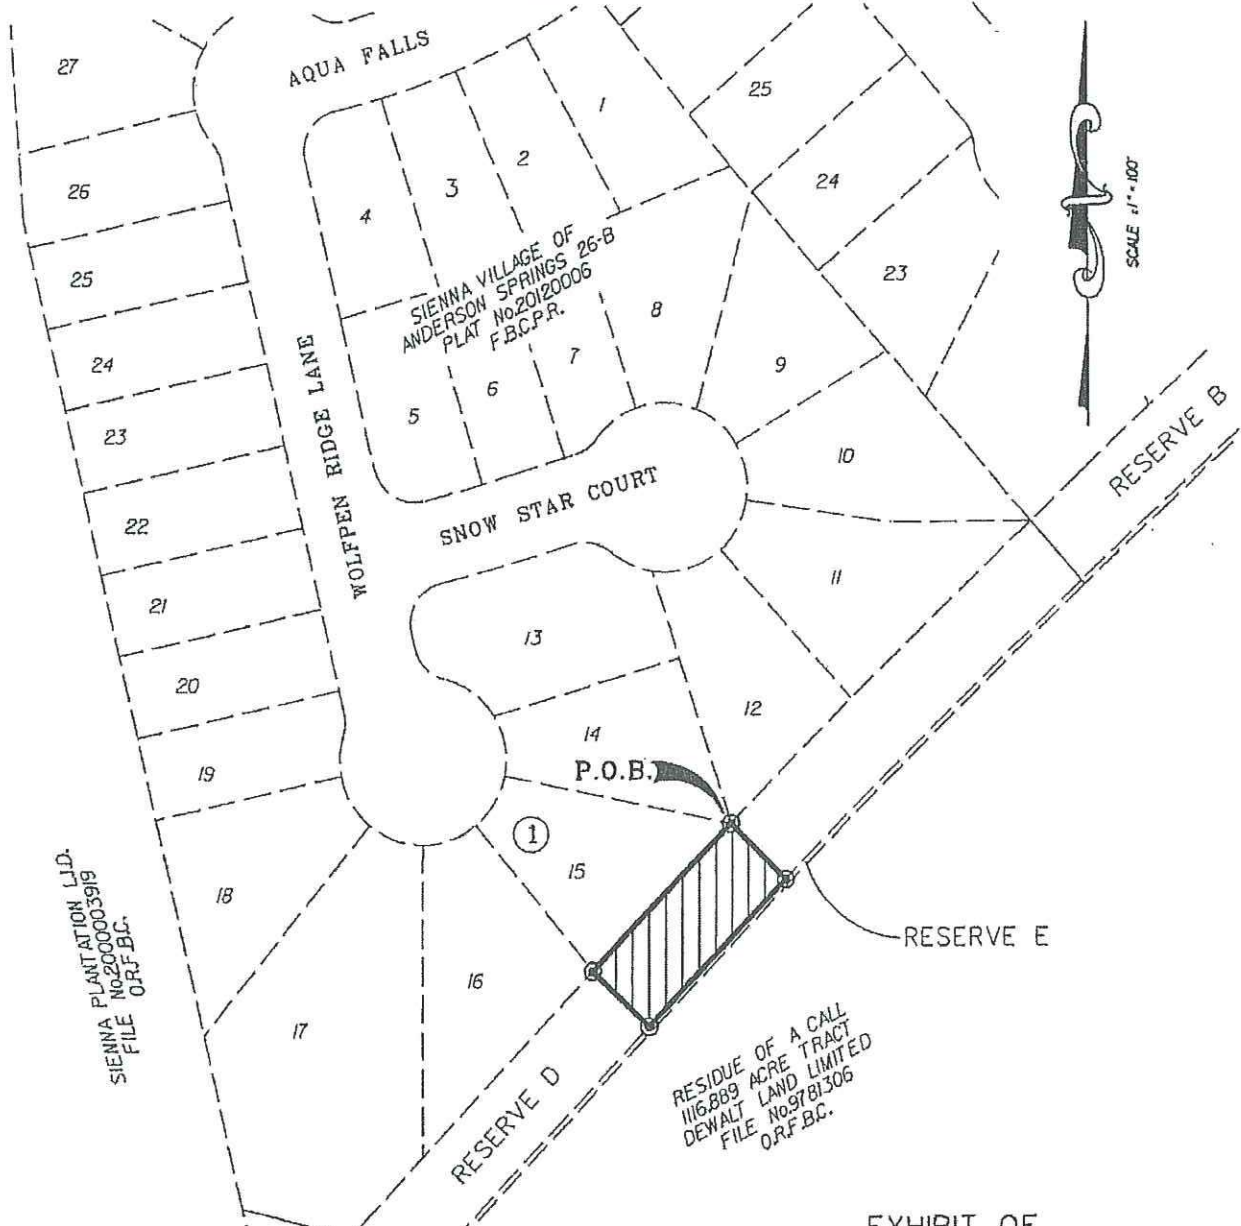 AQUA FALLS
27
26
25
24
23
22
21
20
19
18
17
16
1
2
3
4
5
6
7
8
9
10
11
12
13
14
15
25
24
23
SIENNA VILLAGE OF
ANDERSON SPRINGS 26-B
PLAT No.20120006
F.B.C.P.R.
WOLFPEN RIDGE LANE
SNOW STAR COURT
SCALE :1"=100'
RESERVE B
P.O.B.
1
RESERVE E
SIENNA PLANTATION LTD.
FILE No.2000003919
O.R.F.B.C.
RESERVE D
RESIDUE OF A CALL
1116.889 ACRE TRACT
DEWALT LAND LIMITED
FILE No.9781306
O.R.F.B.C.
EXHIBIT OF